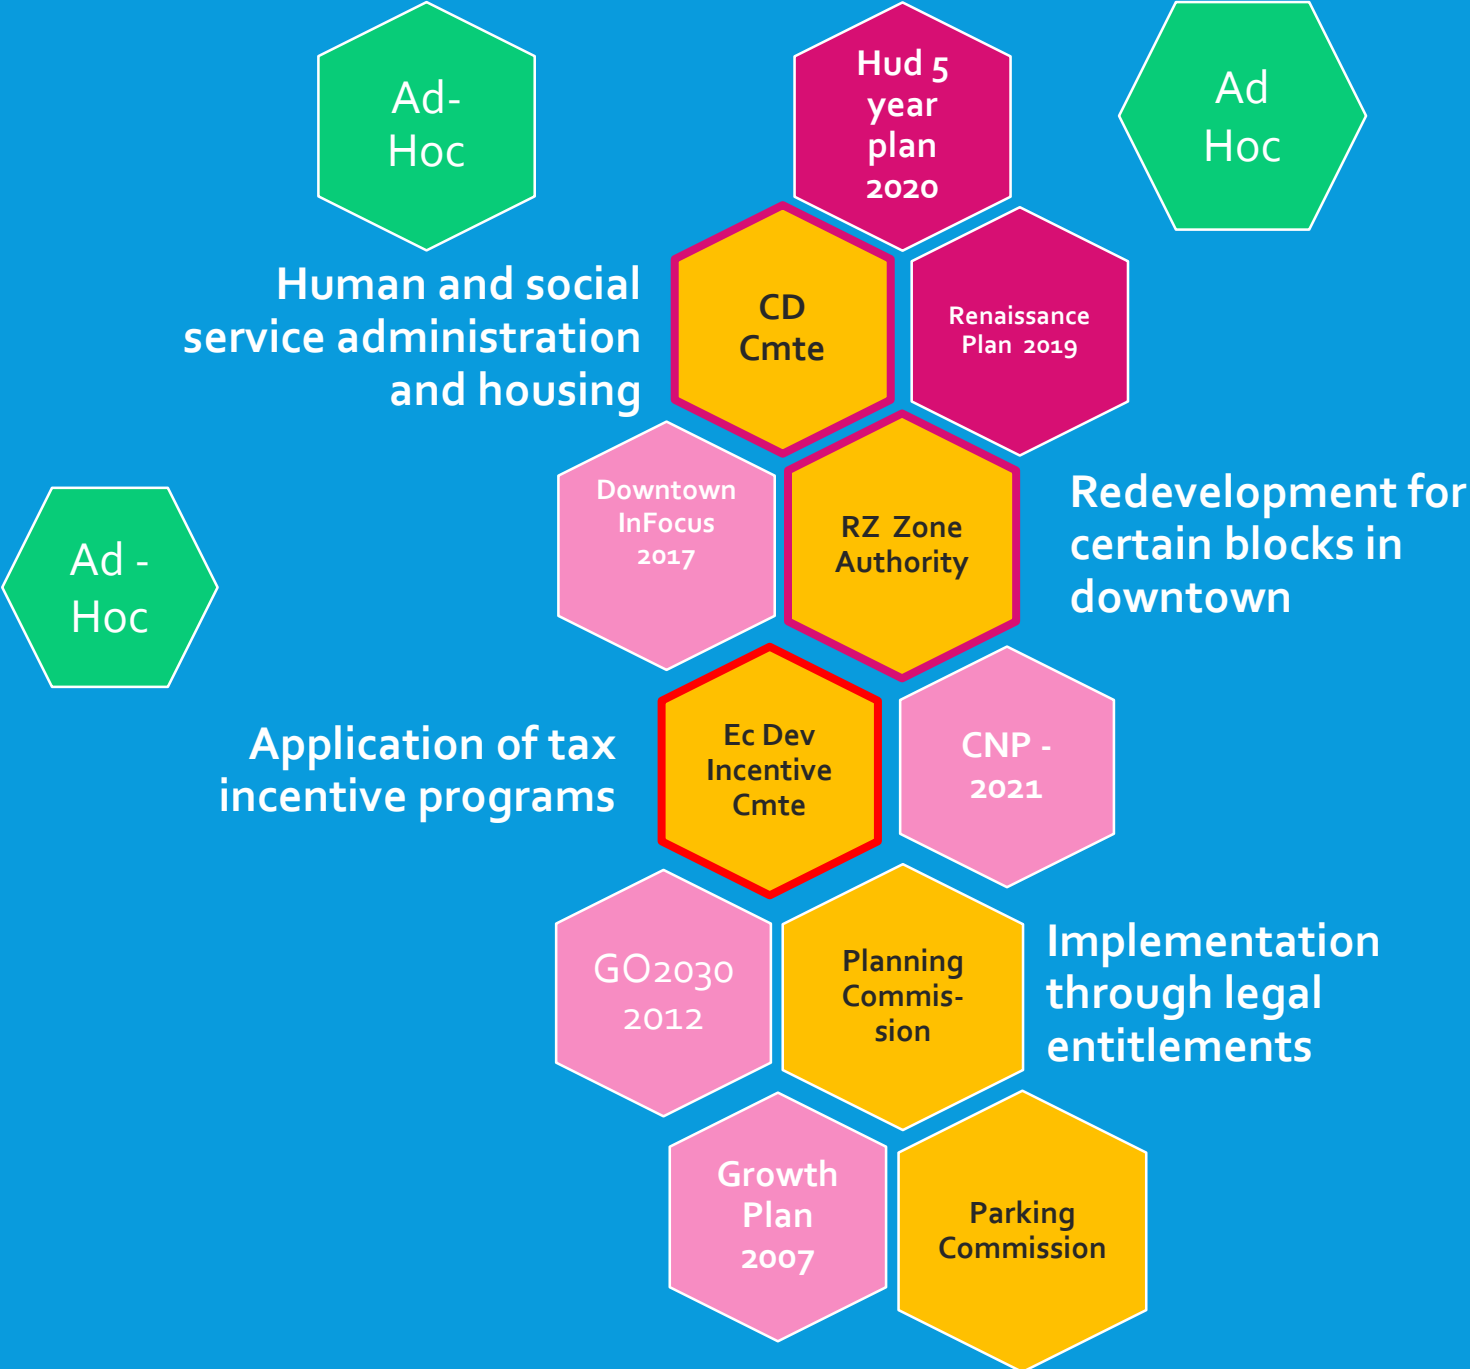 Ad-
Hoc
Hud 5
year
plan
2020
Ad
Hoc
Human and social
service administration
and housing
CD
Cmte
Renaissance
Plan 2019
Downtown
InFocus
2017
RZ Zone
Authority
Redevelopment for
certain blocks in
downtown
Ad -
Hoc
Application of tax
incentive programs
Ec Dev
Incentive
Cmte
CNP -
2021
GO2030
2012
Planning
Commis-
sion
Implementation
through legal
entitlements
Growth
Plan
2007
Parking
Commission